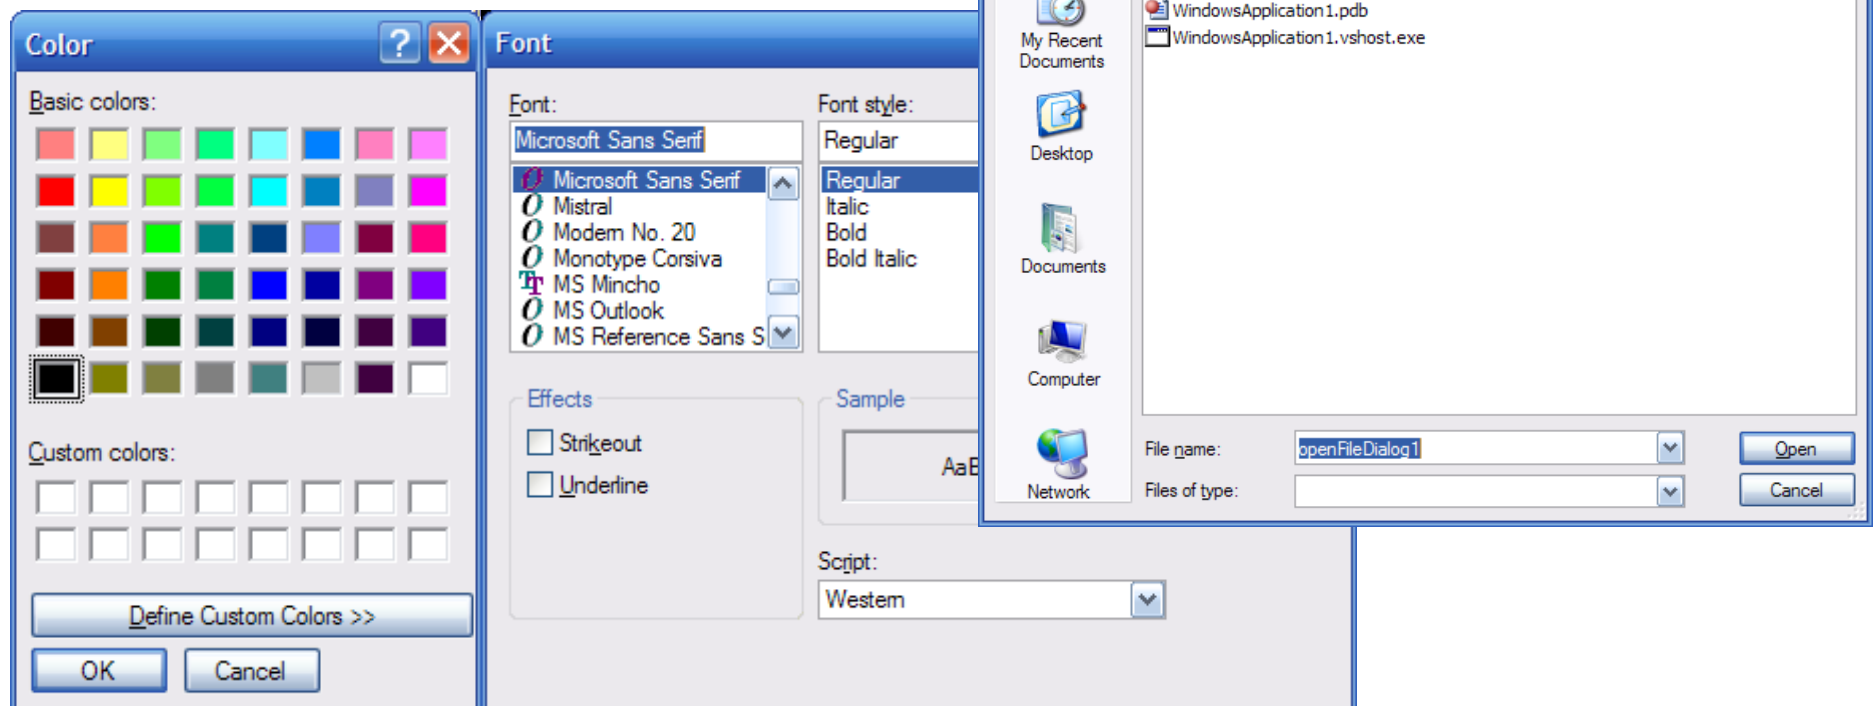 Color
?
Basic colors:
Custom colors:
Define Custom Colors >>
OK
Cancel
Font
Font:
Microsoft Sans Serif
Microsoft Sans Serif
Mistral
Modern No. 20
Monotype Corsiva
MS Mincho
MS Outlook
MS Reference Sans S
Font style:
Regular
Regular
Italic
Bold
Bold Italic
Effects
Strikeout
Underline
Sample
AaB
Script:
Western
My Recent
Documents
Desktop
Documents
Computer
Network
WindowsApplication1.pdb
WindowsApplication1.vshost.exe
File name:
openFileDialog1
Open
Files of type:
Cancel